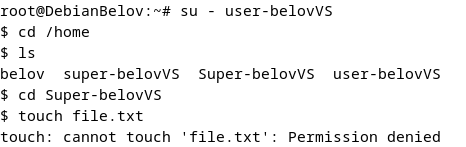 root@DebianBelov:~# su - user-belovVS
$ cd /home
$ ls
belov  super-belovVS  Super-belovVS  user-belovVS
$ cd Super-belovVS
$ touch file.txt
touch: cannot touch 'file.txt': Permission denied